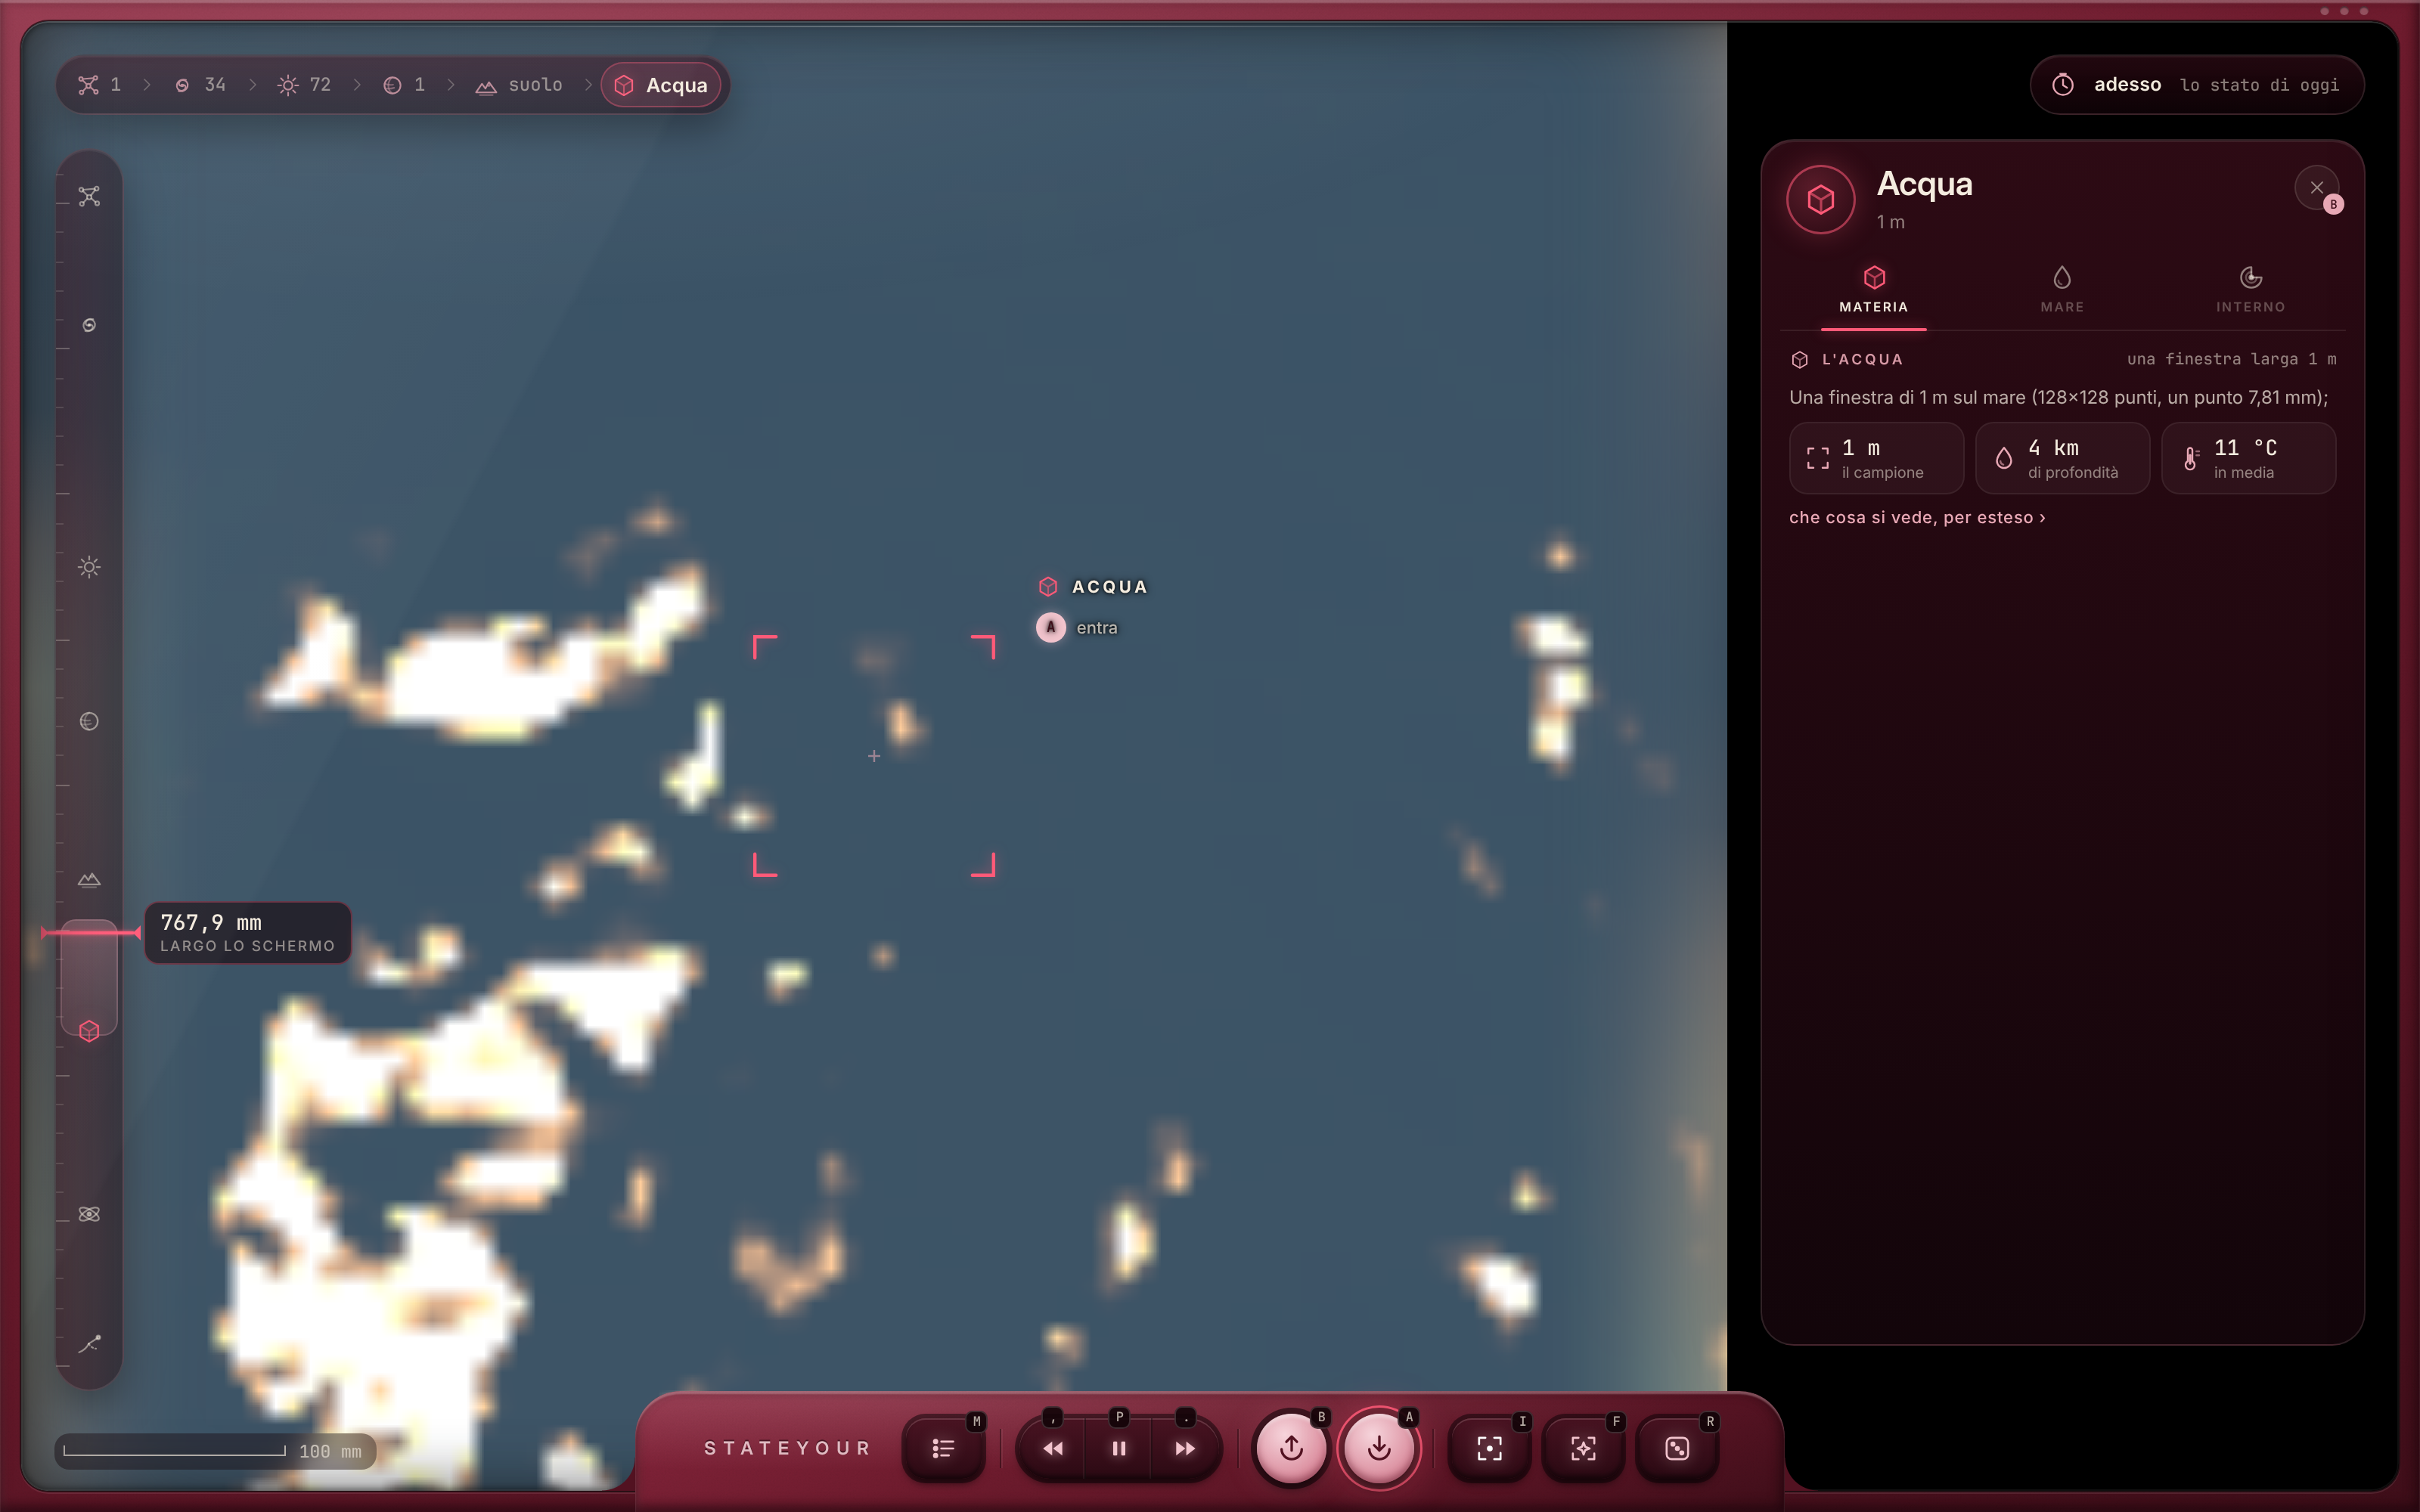 1 34 72 1 suolo Acqua
adesso lo stato di oggi
Acqua
1 m
B
MATERIA MARE INTERNO
L'ACQUA una finestra larga 1 m
Una finestra di 1 m sul mare (128×128 punti, un punto 7,81 mm);
1 m
il campione
4 km
di profondità
11 °C
in media
che cosa si vede, per esteso ›
ACQUA
A entra
767,9 mm
LARGO LO SCHERMO
100 mm
STATEYOUR
M , P . B A I F R